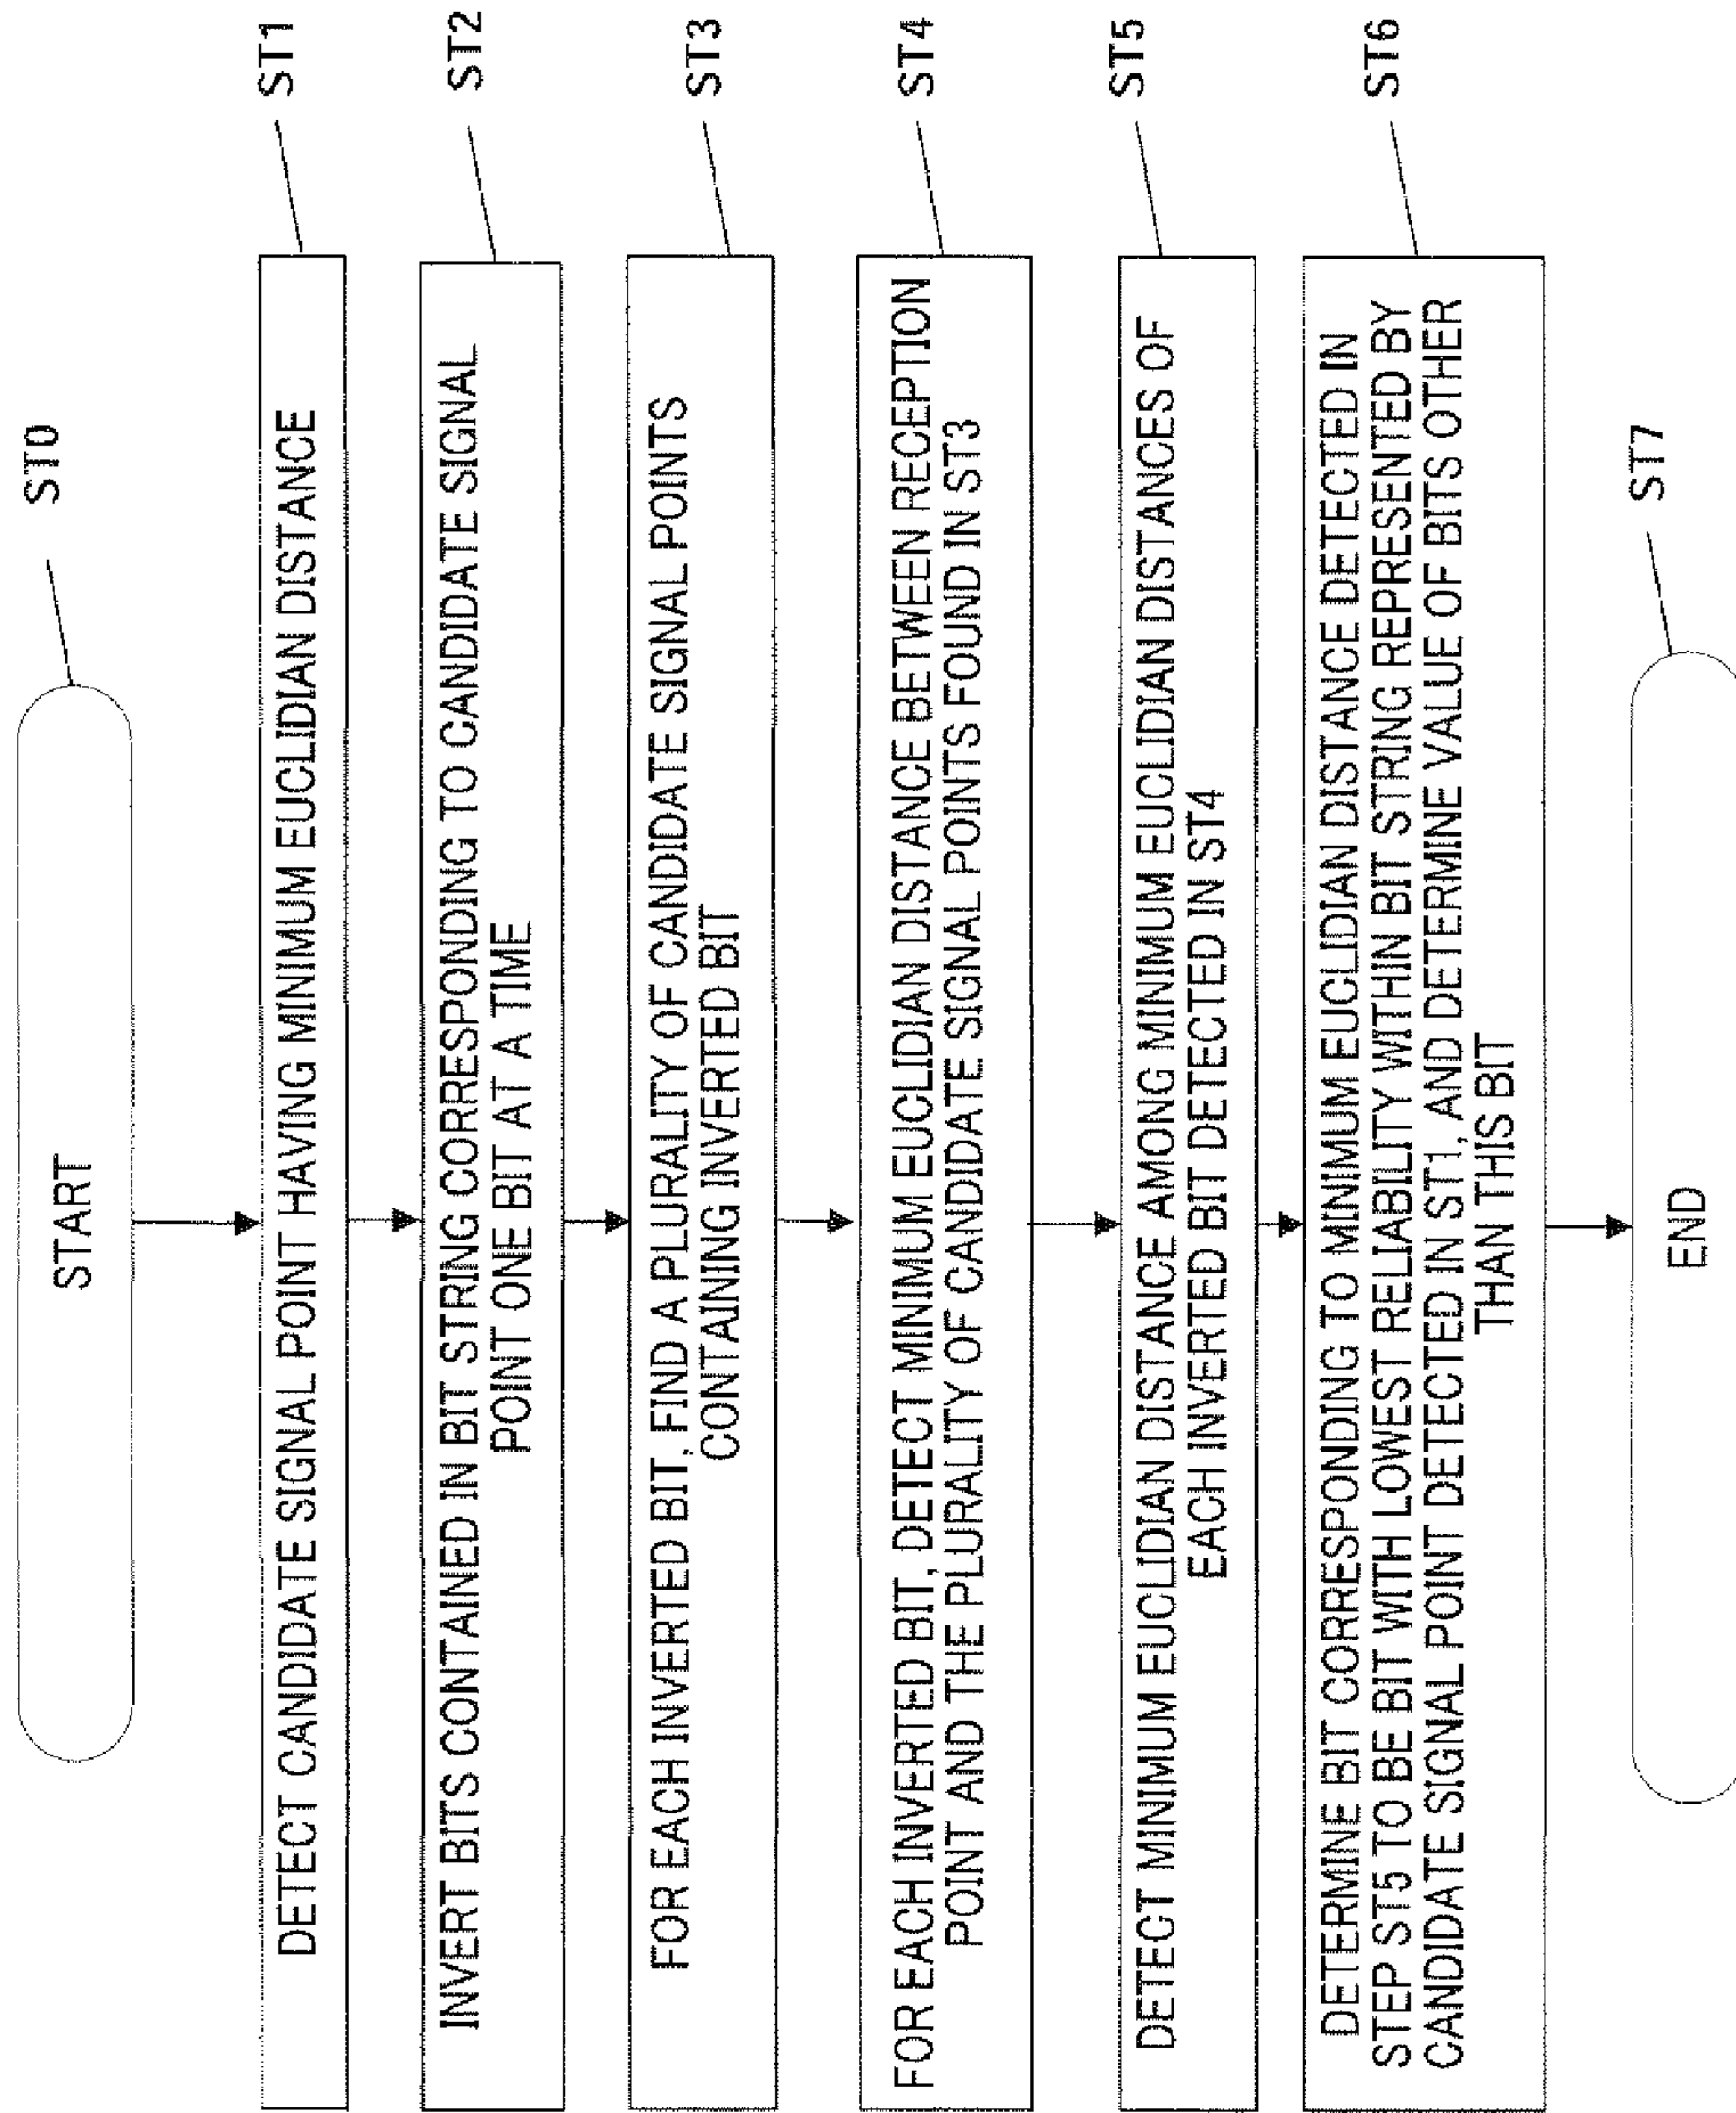 START
ST0
DETECT CANDIDATE SIGNAL POINT HAVING MINIMUM EUCLIDIAN DISTANCE
ST1
INVERT BITS CONTAINED IN BIT STRING CORRESPONDING TO CANDIDATE SIGNAL
POINT ONE BIT AT A TIME
ST2
FOR EACH INVERTED BIT, FIND A PLURALITY OF CANDIDATE SIGNAL POINTS
CONTAINING INVERTED BIT
ST3
FOR EACH INVERTED BIT, DETECT MINIMUM EUCLIDIAN DISTANCE BETWEEN RECEPTION
POINT AND THE PLURALITY OF CANDIDATE SIGNAL POINTS FOUND IN ST3
ST4
DETECT MINIMUM EUCLIDIAN DISTANCE AMONG MINIMUM EUCLIDIAN DISTANCES OF
EACH INVERTED BIT DETECTED IN ST4
ST5
DETERMINE BIT CORRESPONDING TO MINIMUM EUCLIDIAN DISTANCE DETECTED IN
STEP ST5 TO BE BIT WITH LOWEST RELIABILITY WITHIN BIT STRING REPRESENTED BY
CANDIDATE SIGNAL POINT DETECTED IN ST1, AND DETERMINE VALUE OF BITS OTHER
THAN THIS BIT
ST6
END
ST7